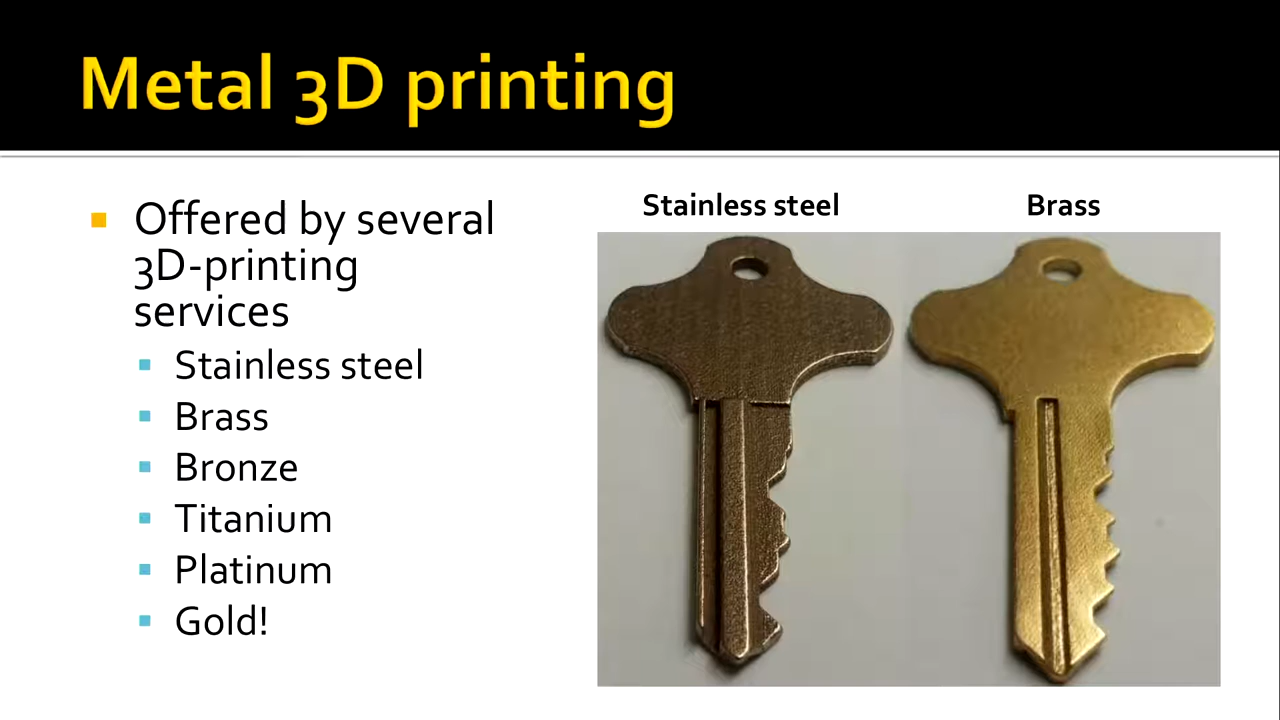 Metal 3D printing
Offered by several
3D-printing
services
Stainless steel
Brass
Bronze
Titanium
Platinum
Gold!
Stainless steel
Brass